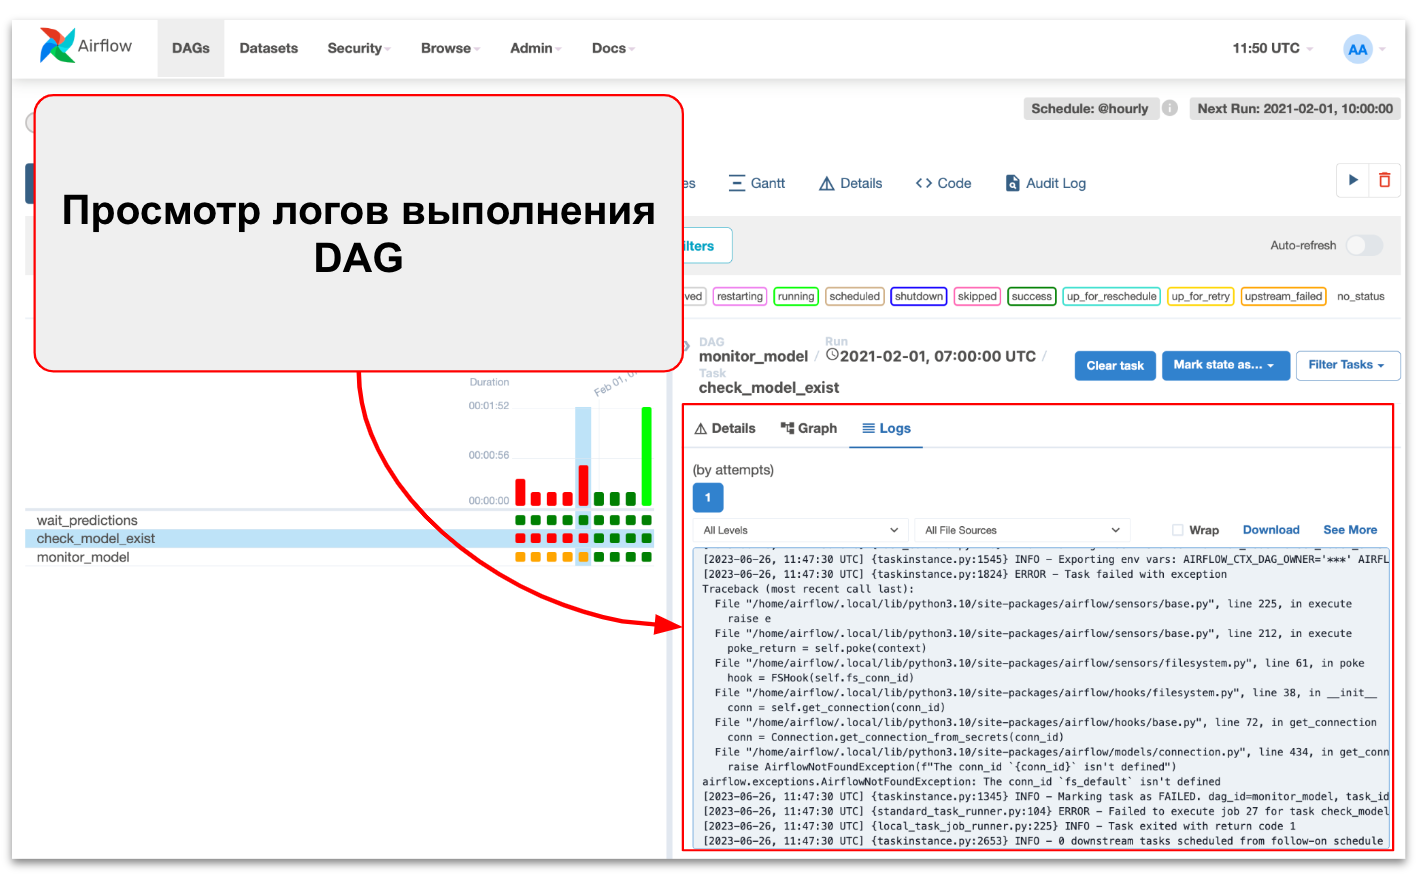 Airflow
DAGs
Datasets
Security
Browse
Admin
Docs
11:50 UTC
AA
Schedule: @hourly
Next Run: 2021-02-01, 10:00:00
Просмотр логов выполнения
DAG
Gantt
Details
<> Code
Audit Log
Auto-refresh
restarting
running
scheduled
shutdown
skipped
success
up_for_reschedule
up_for_retry
upstream_failed
no_status
DAG
monitor_model /
Run
2021-02-01, 07:00:00 UTC /
Task
check_model_exist
Clear task
Mark state as...
Filter Tasks
Duration
Feb 01,
00:01:52
00:00:56
00:00:00
wait_predictions
check_model_exist
monitor_model
Details
Graph
Logs
(by attempts)
1
All Levels
All File Sources
Wrap
Download
See More
[2023-06-26, 11:47:30 UTC] {taskinstance.py:1545} INFO - Exporting env vars: AIRFLOW_CTX_DAG_OWNER='***' AIRFL
[2023-06-26, 11:47:30 UTC] {taskinstance.py:1824} ERROR - Task failed with exception
Traceback (most recent call last):
File "/home/airflow/.local/lib/python3.10/site-packages/airflow/sensors/base.py", line 225, in execute
raise e
File "/home/airflow/.local/lib/python3.10/site-packages/airflow/sensors/base.py", line 212, in execute
poke_return = self.poke(context)
File "/home/airflow/.local/lib/python3.10/site-packages/airflow/sensors/filesystem.py", line 61, in poke
hook = FSHook(self.fs_conn_id)
File "/home/airflow/.local/lib/python3.10/site-packages/airflow/hooks/filesystem.py", line 38, in __init__
conn = self.get_connection(conn_id)
File "/home/airflow/.local/lib/python3.10/site-packages/airflow/hooks/base.py", line 72, in get_connection
conn = Connection.get_connection_from_secrets(conn_id)
File "/home/airflow/.local/lib/python3.10/site-packages/airflow/models/connection.py", line 434, in get_conn
raise AirflowNotFoundException(f"The conn_id `{conn_id}` isn't defined")
airflow.exceptions.AirflowNotFoundException: The conn_id `fs_default` isn't defined
[2023-06-26, 11:47:30 UTC] {taskinstance.py:1345} INFO - Marking task as FAILED. dag_id=monitor_model, task_id
[2023-06-26, 11:47:30 UTC] {standard_task_runner.py:104} ERROR - Failed to execute job 27 for task check_model
[2023-06-26, 11:47:30 UTC] {local_task_job_runner.py:225} INFO - Task exited with return code 1
[2023-06-26, 11:47:30 UTC] {taskinstance.py:2653} INFO - 0 downstream tasks scheduled from follow-on schedule